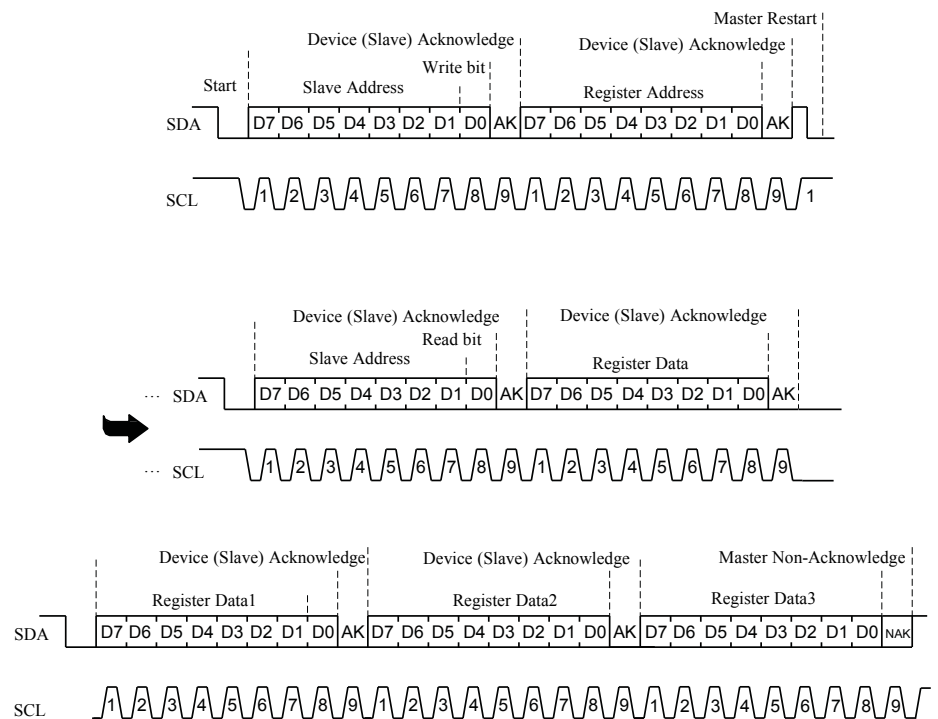 Master Restart
Device (Slave) Acknowledge Device (Slave) Acknowledge
Write bit
Start Slave Address Register Address
SDA D7 D6 D5 D4 D3 D2 D1 D0 AK D7 D6 D5 D4 D3 D2 D1 D0 AK
SCL 1 2 3 4 5 6 7 8 9 1 2 3 4 5 6 7 8 9 1
Device (Slave) Acknowledge Device (Slave) Acknowledge
Read bit
Slave Address Register Data
... SDA D7 D6 D5 D4 D3 D2 D1 D0 AK D7 D6 D5 D4 D3 D2 D1 D0 AK
... SCL 1 2 3 4 5 6 7 8 9 1 2 3 4 5 6 7 8 9
Device (Slave) Acknowledge Device (Slave) Acknowledge Master Non-Acknowledge
Register Data1 Register Data2 Register Data3
SDA D7 D6 D5 D4 D3 D2 D1 D0 AK D7 D6 D5 D4 D3 D2 D1 D0 AK D7 D6 D5 D4 D3 D2 D1 D0 NAK
SCL 1 2 3 4 5 6 7 8 9 1 2 3 4 5 6 7 8 9 1 2 3 4 5 6 7 8 9